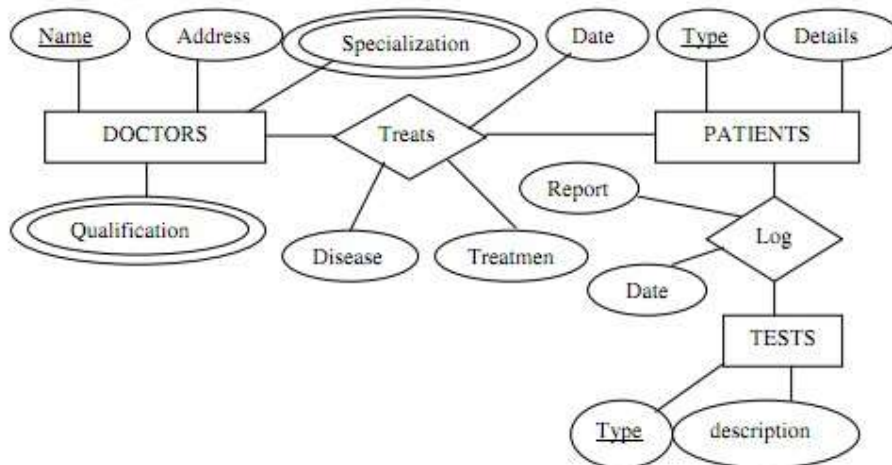 Name
Address
Specialization
Date
Type
Details
DOCTORS
Treats
PATIENTS
Report
Qualification
Log
Disease
Treatmen
Date
TESTS
Type
description